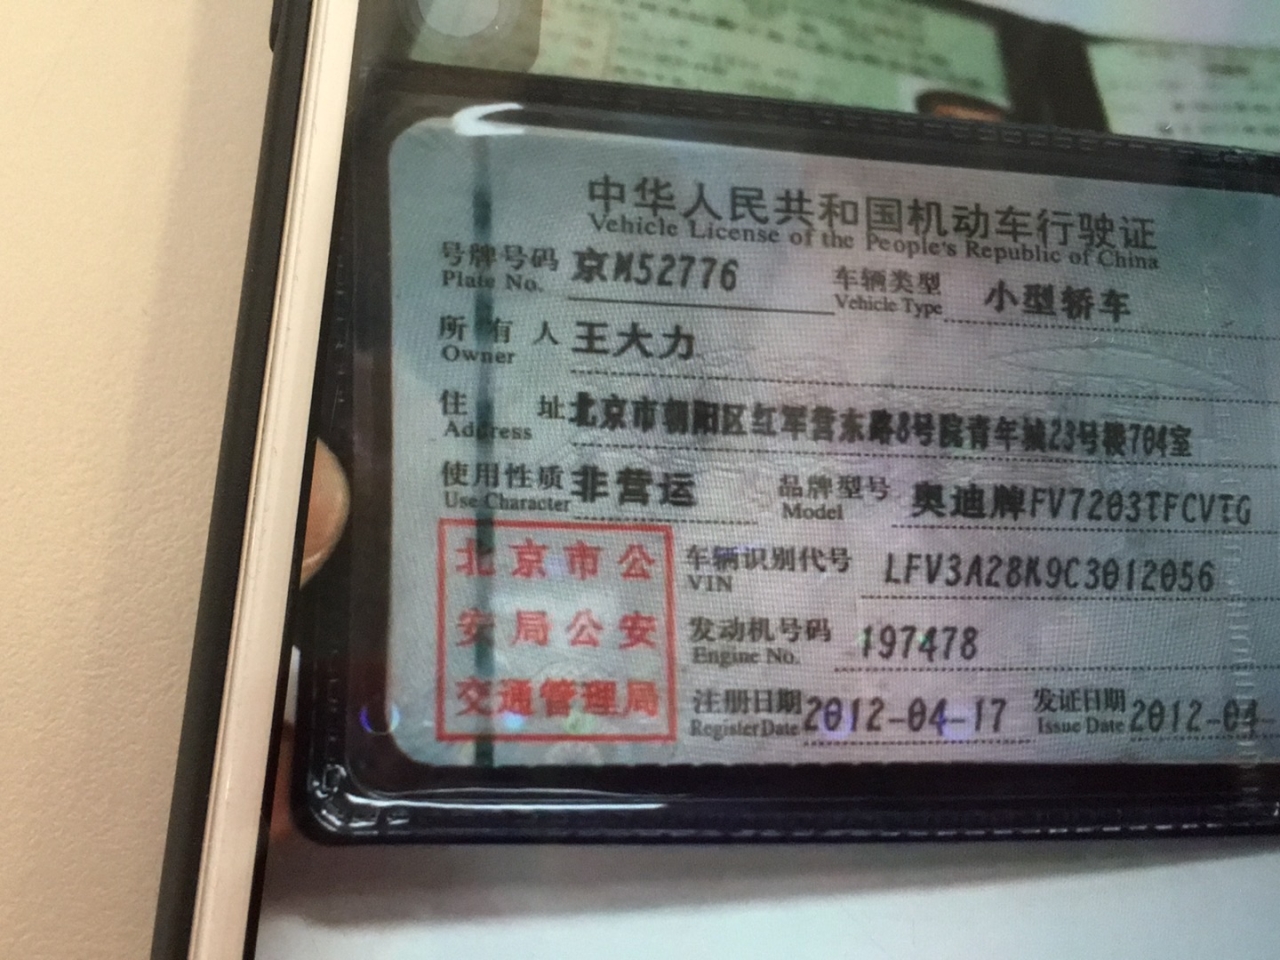 中华人民共和国机动车行驶证
Vehicle License of the People's Republic of China
号牌号码 京M52776 车辆类型 小型轿车
Plate No. Vehicle Type
所有人 王大力
Owner
住址 北京市朝阳区红军营东路8号院青年城23号楼704室
Address
使用性质 非营运 品牌型号 奥迪牌FV7203TFCVTG
Use Character Model
北京市公
安局公安
交通管理局
车辆识别代号 LFV3A28K9C3012056
VIN
发动机号码 197478
Engine No.
注册日期 2012-04-17 发证日期 2012-04-
Register Date Issue Date